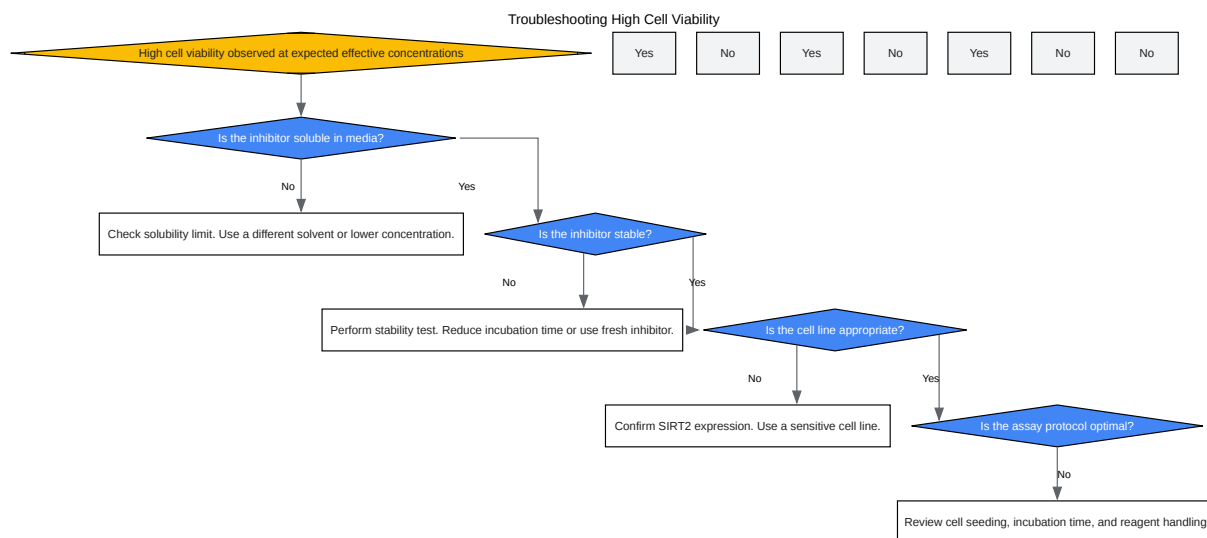 Troubleshooting High Cell Viability
High cell viability observed at expected effective concentrations
Yes
No
Yes
No
Yes
No
No
Is the inhibitor soluble in media?
No
Yes
Check solubility limit. Use a different solvent or lower concentration.
Is the inhibitor stable?
No
Yes
Perform stability test. Reduce incubation time or use fresh inhibitor.
Is the cell line appropriate?
No
Yes
Confirm SIRT2 expression. Use a sensitive cell line.
Is the assay protocol optimal?
No
Review cell seeding, incubation time, and reagent handling